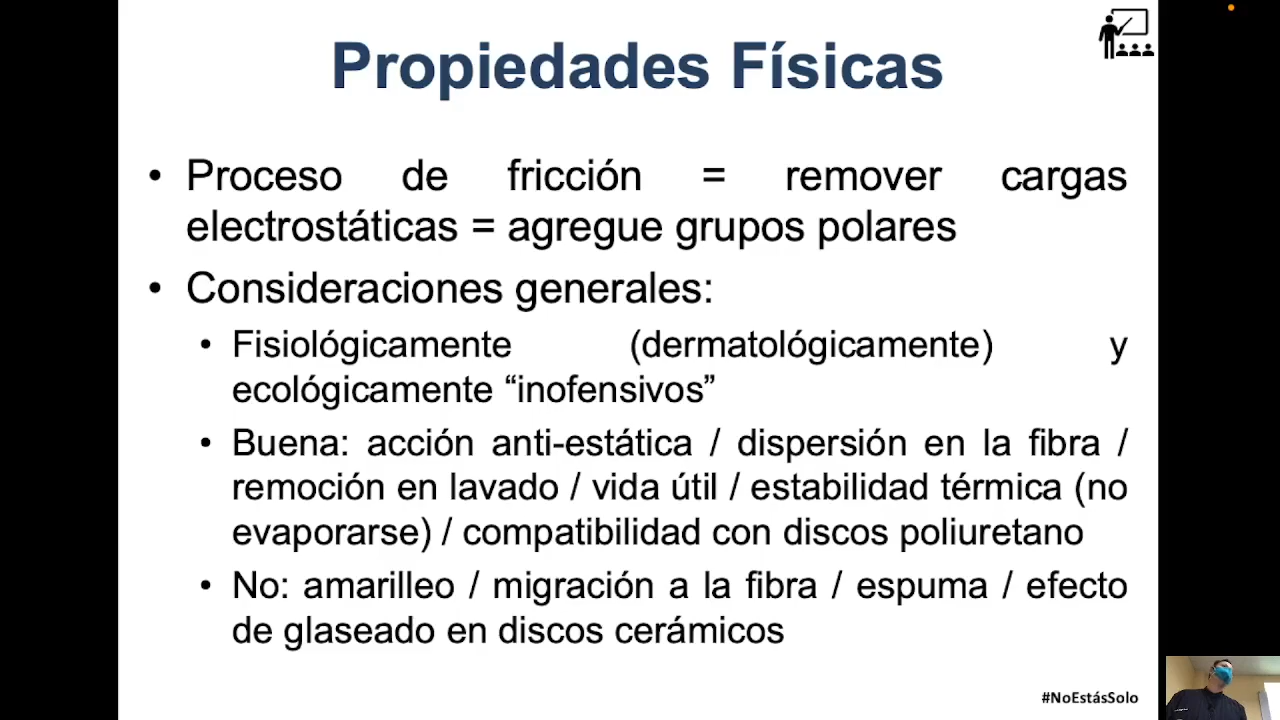 Propiedades Físicas
• Proceso de fricción = remover cargas
electrostáticas = agregue grupos polares
• Consideraciones generales:
• Fisiológicamente (dermatológicamente) y
ecológicamente “inofensivos”
• Buena: acción anti-estática / dispersión en la fibra /
remoción en lavado / vida útil / estabilidad térmica (no
evaporarse) / compatibilidad con discos poliuretano
• No: amarilleo / migración a la fibra / espuma / efecto
de glaseado en discos cerámicos
#NoEstásSolo